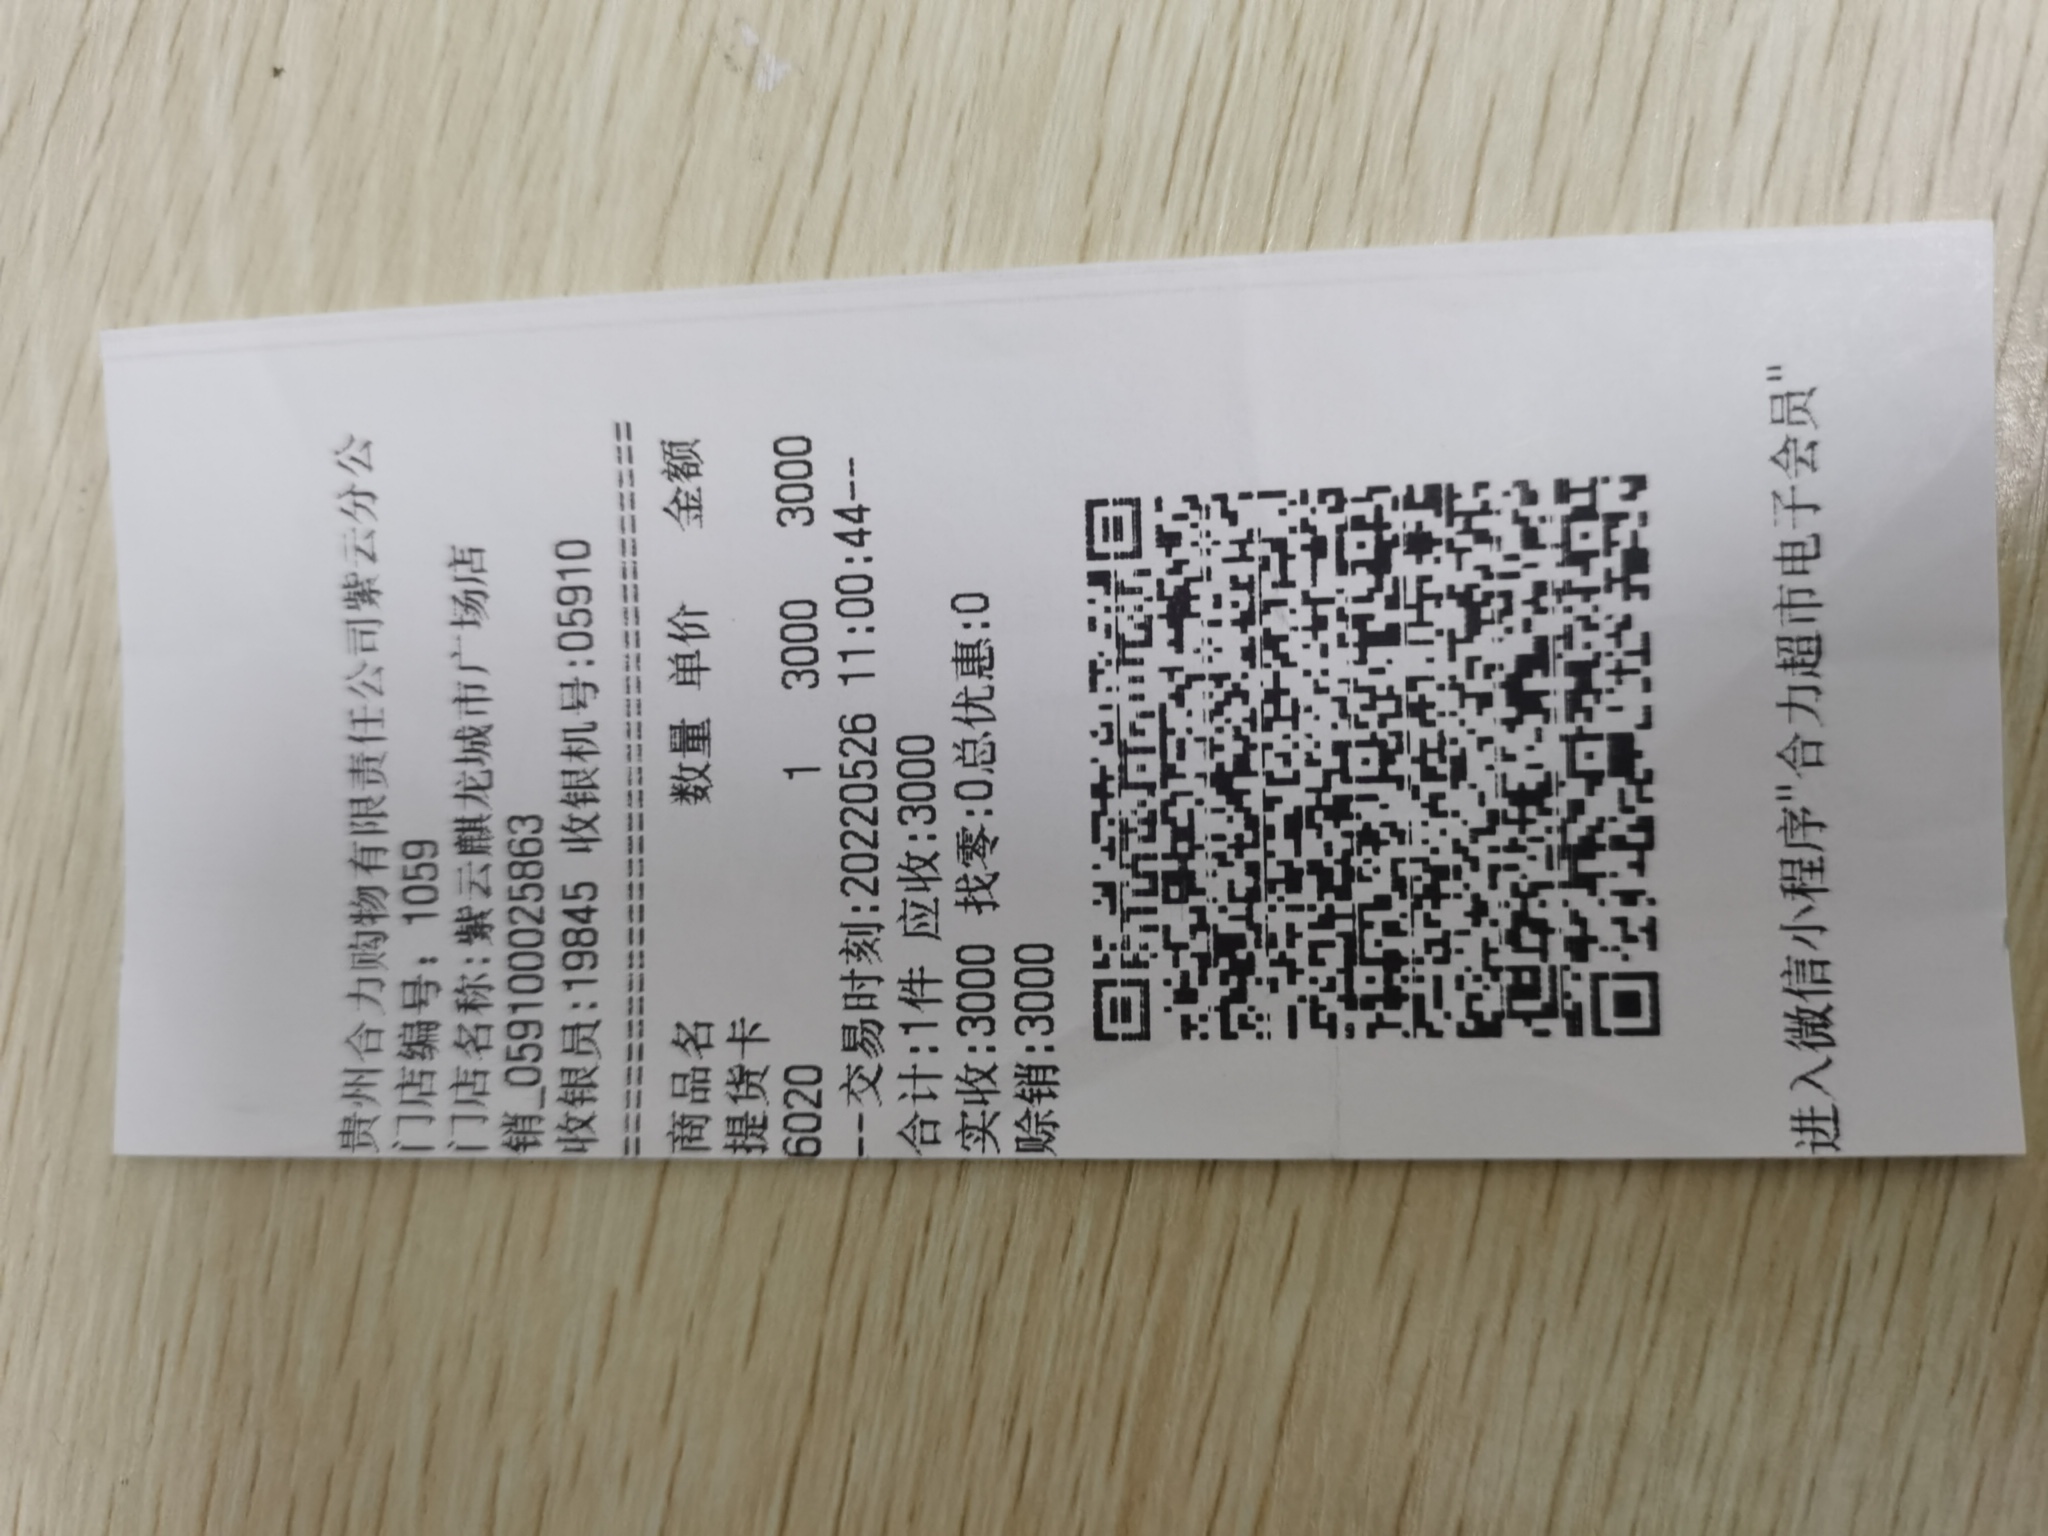 贵州合力购物有限责任公司紫云分公
门店编号: 1059
门店名称:紫云麒龙城市广场店
销_0591000025863
收银员:19845 收银机号:05910
========================================
商品名 数量 单价 金额
提货卡
6020 1 3000 3000
--交易时刻:20220526 11:00:44--
合计:1件 应收:3000
实收:3000 找零:0总优惠:0
赊销:3000
进入微信小程序"合力超市电子会员"